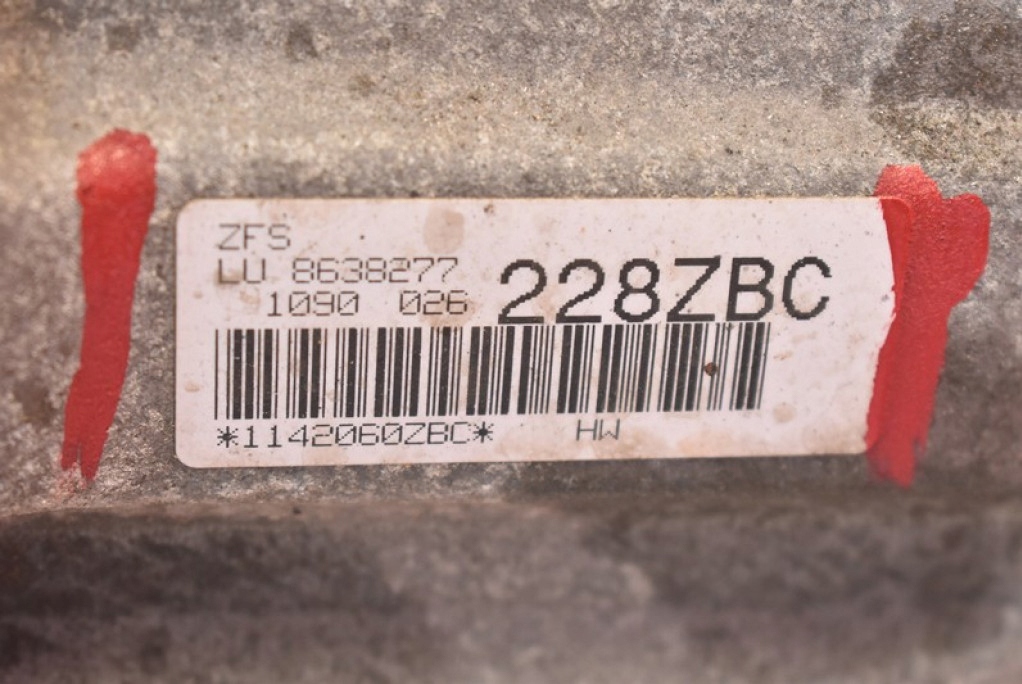 ZFS
LU 8638277
1090 026 228ZBC
*1142060ZBC* HW